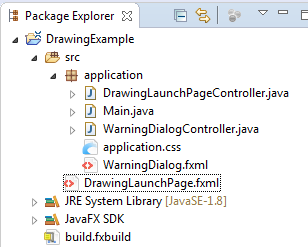 Package Explorer
DrawingExample
src
application
DrawingLaunchPageController.java
Main.java
WarningDialogController.java
application.css
WarningDialog.fxml
DrawingLaunchPage.fxml
JRE System Library [JavaSE-1.8]
JavaFX SDK
build.fxbuild